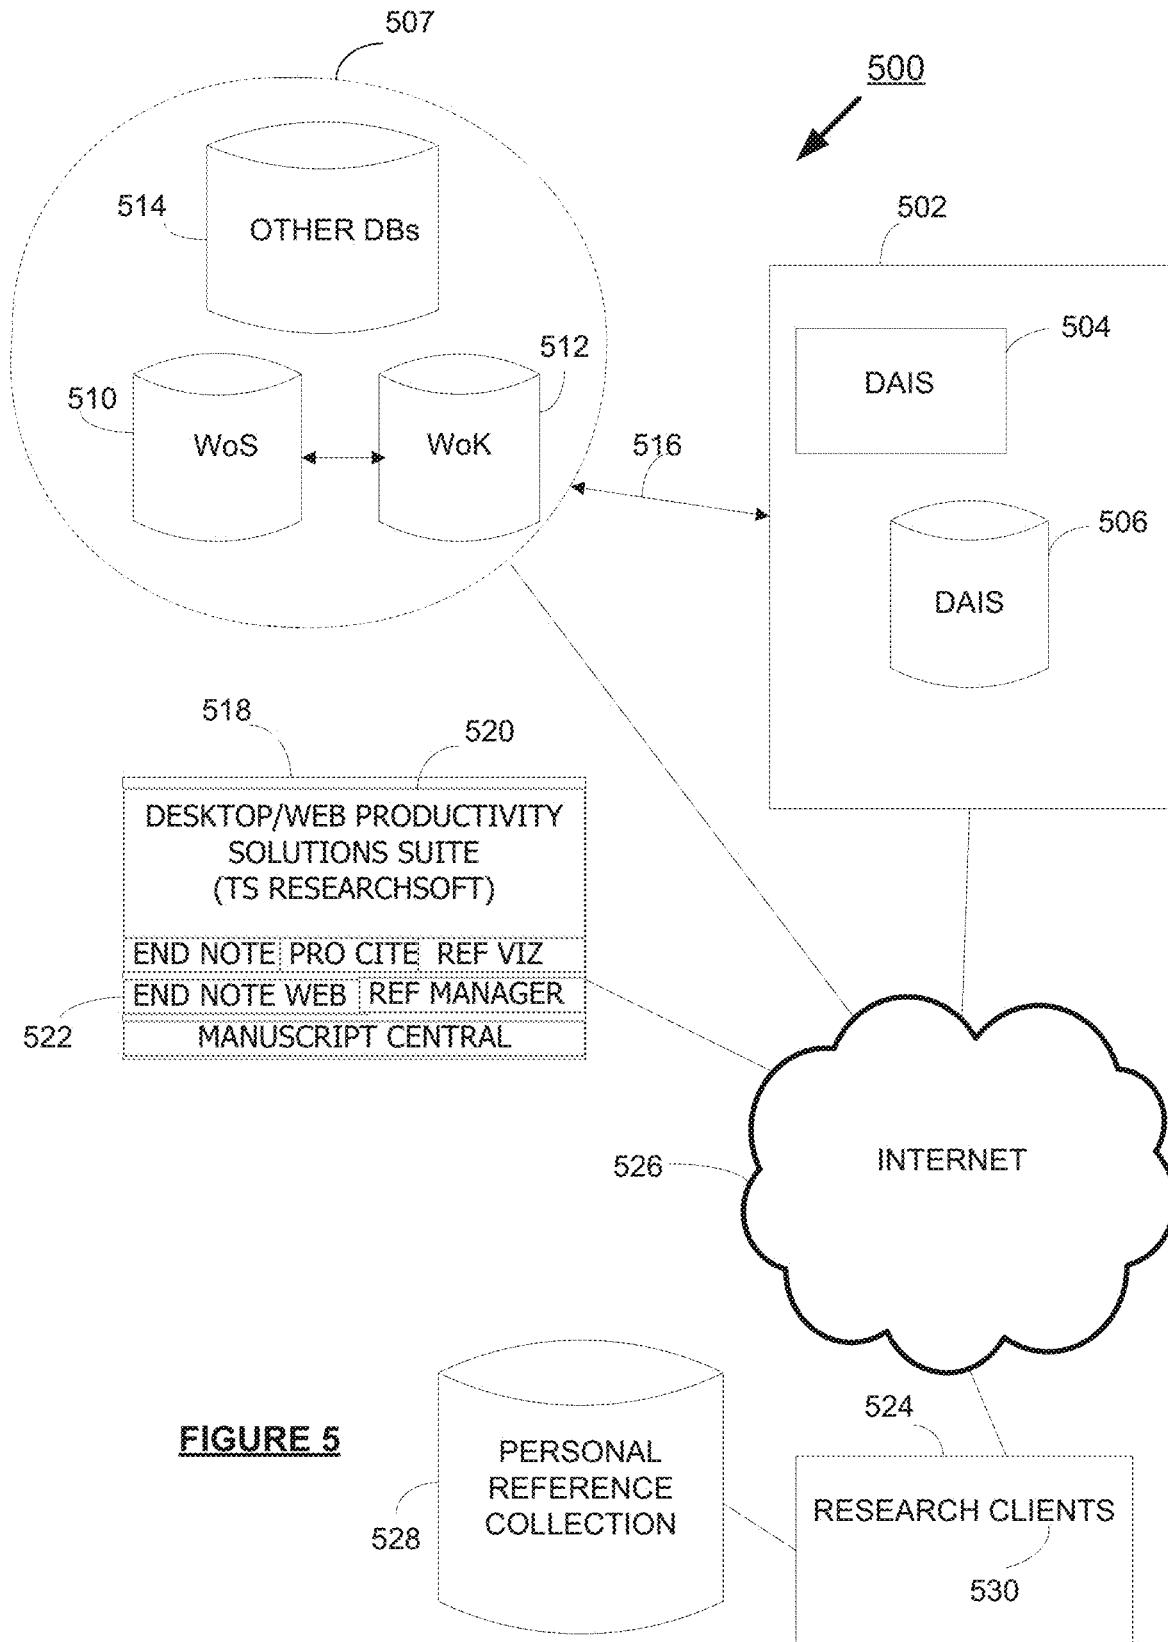 507
500
514
OTHER DBs
502
504
DAIS
512
510
WoS
WoK
516
506
DAIS
518
520
DESKTOP/WEB PRODUCTIVITY
SOLUTIONS SUITE
(TS RESEARCHSOFT)
END NOTE PRO CITE REF VIZ
END NOTE WEB REF MANAGER
522
MANUSCRIPT CENTRAL
INTERNET
526
524
FIGURE 5
PERSONAL
REFERENCE
COLLECTION
528
RESEARCH CLIENTS
530